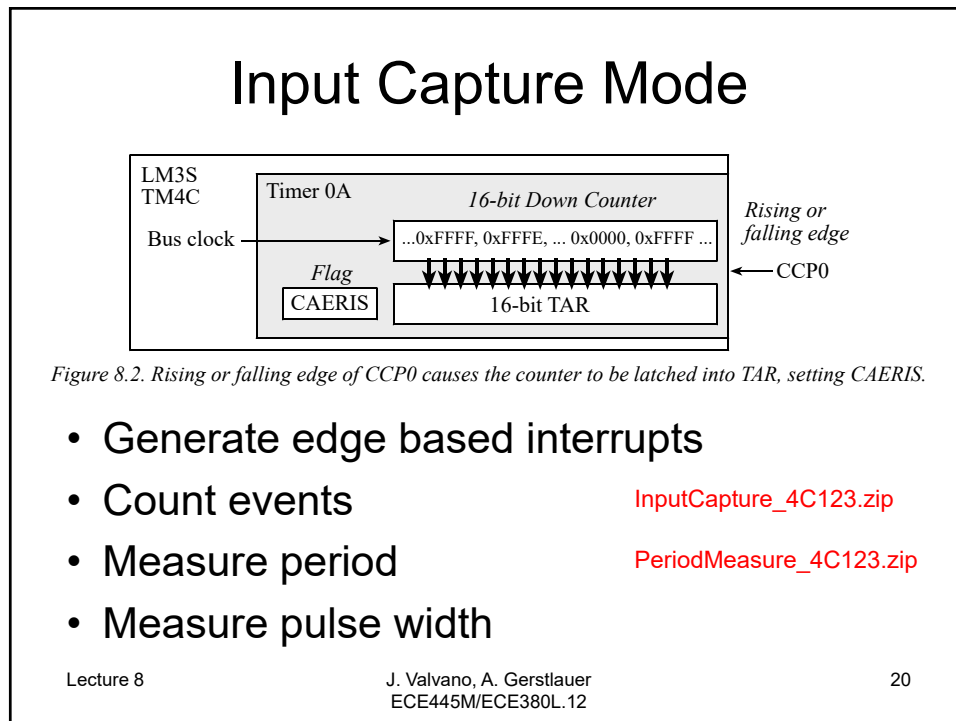 Input Capture Mode
LM3S
TM4C
Timer 0A
16-bit Down Counter
Bus clock
...0xFFFF, 0xFFFE, ... 0x0000, 0xFFFF ...
Rising or
falling edge
CCP0
Flag
CAERIS
16-bit TAR
Figure 8.2. Rising or falling edge of CCP0 causes the counter to be latched into TAR, setting CAERIS.
• Generate edge based interrupts
• Count events
InputCapture_4C123.zip
• Measure period
PeriodMeasure_4C123.zip
• Measure pulse width
Lecture 8
J. Valvano, A. Gerstlauer
ECE445M/ECE380L.12
20